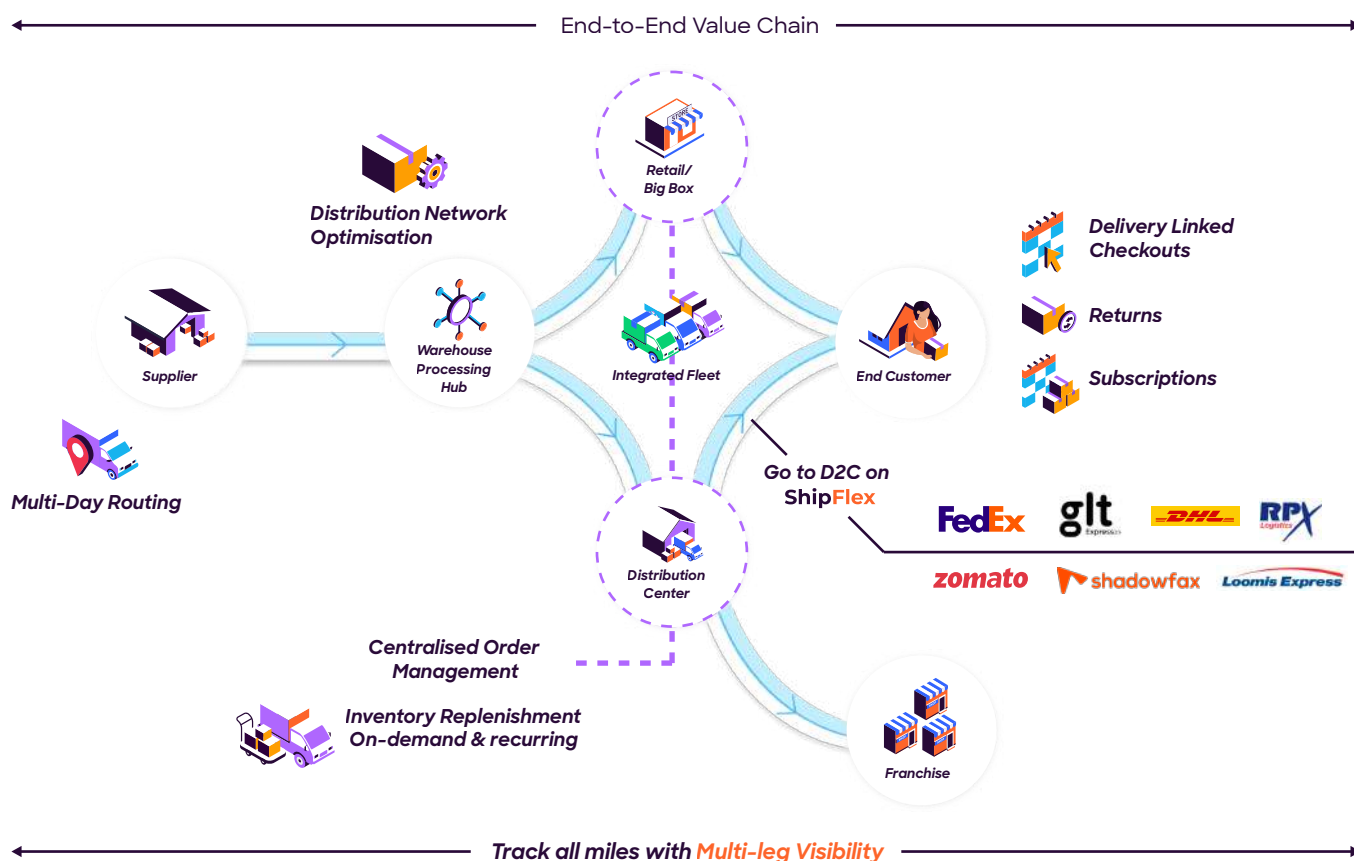 End-to-End Value Chain
STORE
Retail/
Big Box
Distribution Network
Optimisation
Delivery Linked
Checkouts
Supplier
Warehouse
Processing
Hub
Integrated Fleet
End Customer
Returns
Subscriptions
Multi-Day Routing
Go to D2C on
ShipFlex
FedEx
glt
Express
DHL
RPX
Logistics
zomato
shadowfax
Loomis Express
Distribution
Center
Centralised Order
Management
Inventory Replenishment
On-demand & recurring
Franchise
Track all miles with Multi-leg Visibility